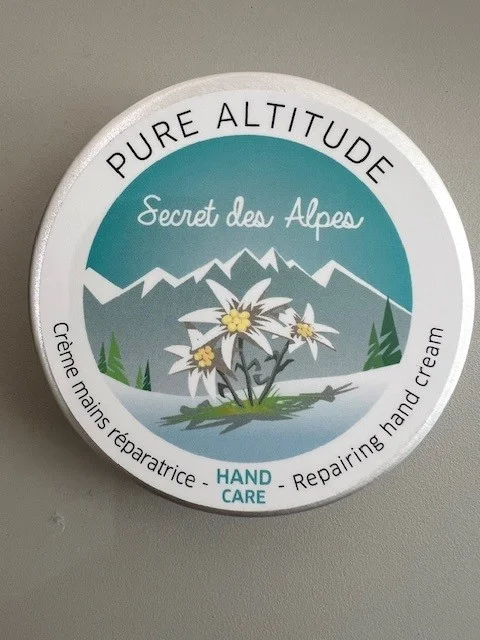 PURE ALTITUDE
Secret des Alpes
Crème mains réparatrice - HAND CARE - Repairing hand cream